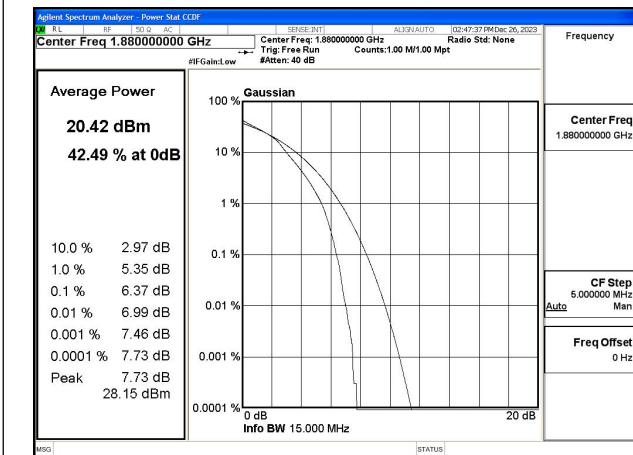 Agilent Spectrum Analyzer - Power Stat CCDF
RL RF 50 Ω AC SENSE:INT ALIGN AUTO 02:47:37 PM Dec 26, 2023
Center Freq 1.880000000 GHz
Center Freq: 1.880000000 GHz Radio Std: None
Trig: Free Run Counts:1.00 M/1.00 Mpt
#IFGain:Low #Atten: 40 dB
Frequency
Average Power
20.42 dBm
42.49 % at 0dB
10.0 % 2.97 dB
1.0 % 5.35 dB
0.1 % 6.37 dB
0.01 % 6.99 dB
0.001 % 7.46 dB
0.0001 % 7.73 dB
Peak 7.73 dB
28.15 dBm
Gaussian
100 %
10 %
1 %
0.1 %
0.01 %
0.001 %
0.0001 %
0 dB 20 dB
Info BW 15.000 MHz
Center Freq
1.880000000 GHz
CF Step
5.000000 MHz
Auto Man
Freq Offset
0 Hz
MSG STATUS